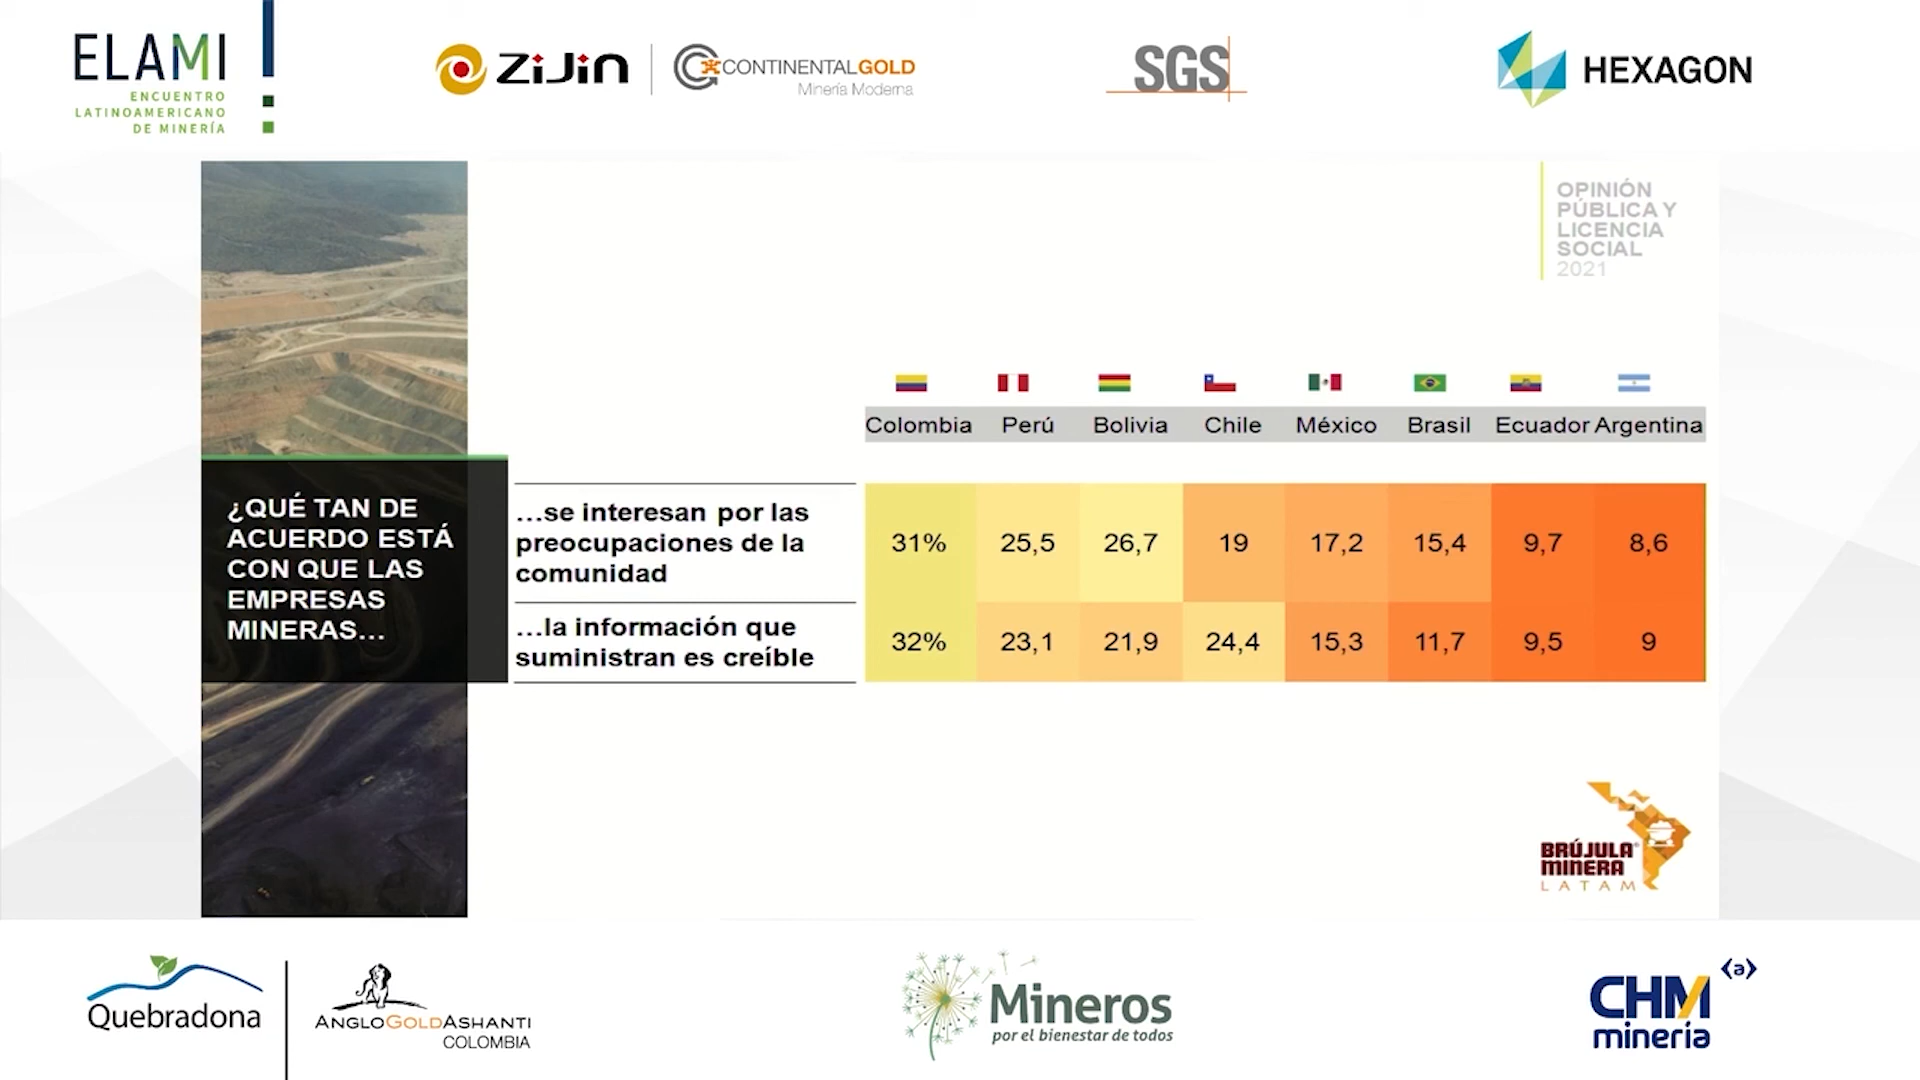 ELAMI
ENCUENTRO
LATINOAMERICANO
DE MINERÍA
ZiJin
CONTINENTALGOLD
Minería Moderna
SGS
HEXAGON
OPINIÓN
PÚBLICA Y
LICENCIA
SOCIAL
2021
Colombia Perú Bolivia Chile México Brasil Ecuador Argentina
¿QUÉ TAN DE
ACUERDO ESTÁ
CON QUE LAS
EMPRESAS
MINERAS...
...se interesan por las
preocupaciones de la
comunidad
31% 25,5 26,7 19 17,2 15,4 9,7 8,6
...la información que
suministran es creíble
32% 23,1 21,9 24,4 15,3 11,7 9,5 9
BRÚJULA
MINERA
LATAM
Quebradona
ANGLOGOLDASHANTI
COLOMBIA
Mineros
por el bienestar de todos
CHM
minería
(a)